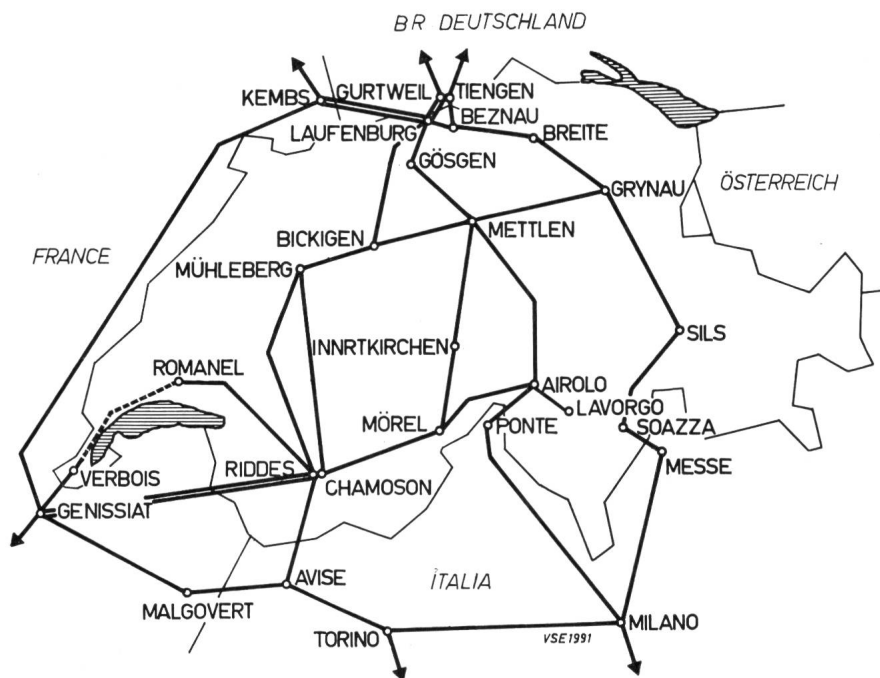 BR DEUTSCHLAND
GURTWEIL
TIENGEN
KEMBS
BEZNAU
LAUFENBURG
BREITE
GÖSGEN
ÖSTERREICH
GRYNAU
METTLEN
BICKIGEN
FRANCE
MÜHLEBERG
SILS
INNRTKIRCHEN
ROMANEL
AIROLO
LAVORGO
MÖREL
PONTE
SOAZZA
MESSE
RIDDES
VERBOIS
CHAMOSON
GENISSIAT
AVISE
ITALIA
MALGOVERT
MILANO
TORINO
VSE 1991